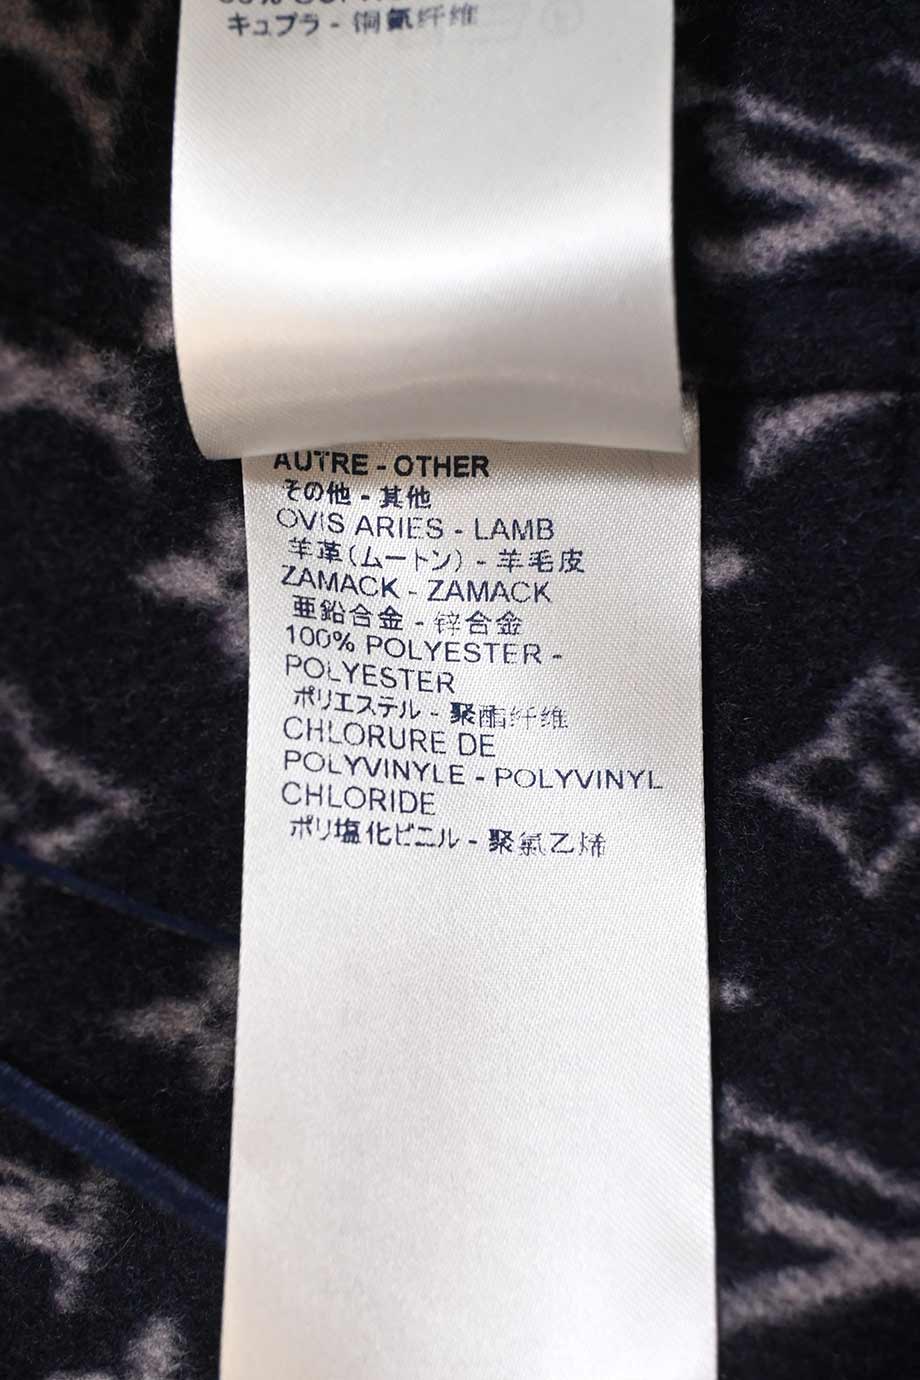 キュプラ - 铜氨纤维
AUTRE - OTHER
その他 - 其他
OVIS ARIES - LAMB
羊革(ムートン) - 羊毛皮
ZAMACK - ZAMACK
亜鉛合金 - 锌合金
100% POLYESTER -
POLYESTER
ポリエステル - 聚酯纤维
CHLORURE DE
POLYVINYLE - POLYVINYL
CHLORIDE
ポリ塩化ビニル - 聚氯乙烯